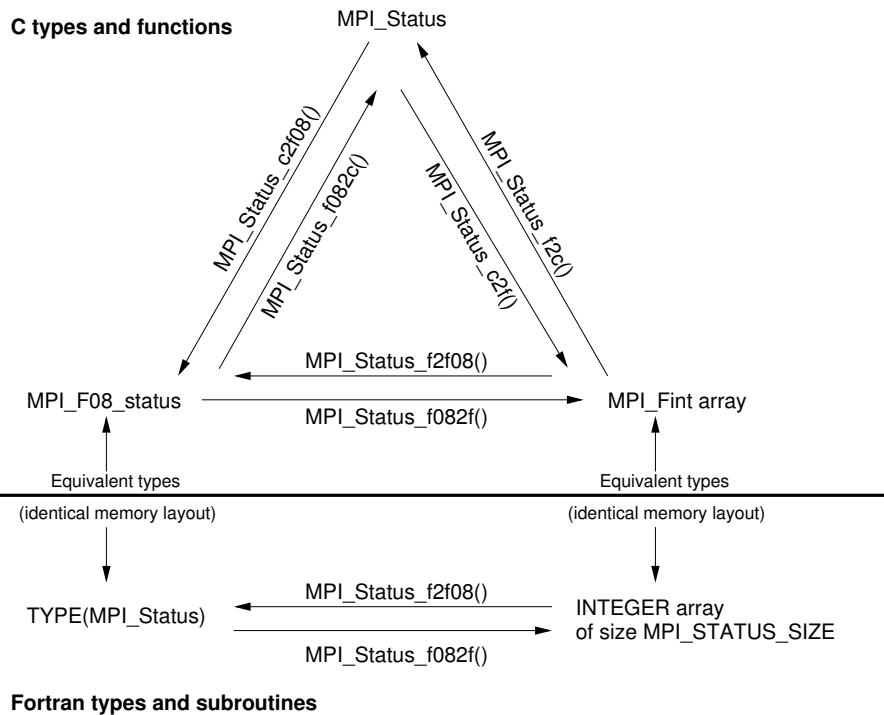 C types and functions
MPI_Status
MPI_Status_c2f08()
MPI_Status_f082c()
MPI_Status_c2f()
MPI_Status_f2c()
MPI_Status_f2f08()
MPI_F08_status
MPI_Fint array
MPI_Status_f082f()
Equivalent types
Equivalent types
(identical memory layout)
(identical memory layout)
MPI_Status_f2f08()
TYPE(MPI_Status)
INTEGER array
of size MPI_STATUS_SIZE
MPI_Status_f082f()
Fortran types and subroutines